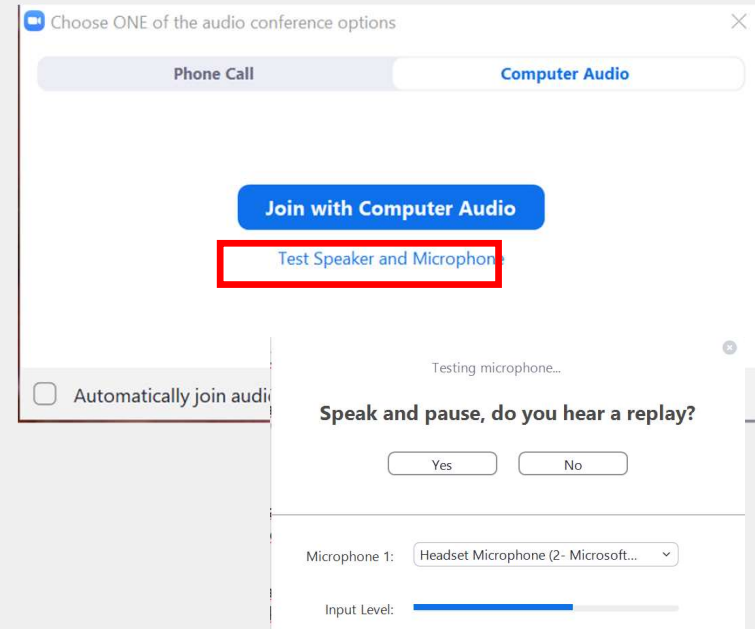 Choose ONE of the audio conference options
Phone Call
Computer Audio
Join with Computer Audio
Test Speaker and Microphone
Automatically join audi
Testing microphone...
Speak and pause, do you hear a replay?
Yes
No
Microphone 1:
Headset Microphone (2- Microsoft...
Input Level: